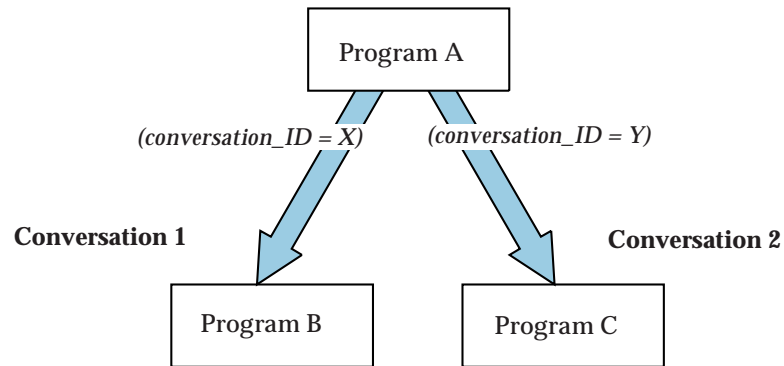 Program A
(conversation_ID = X)
(conversation_ID = Y)
Conversation 1
Conversation 2
Program B
Program C